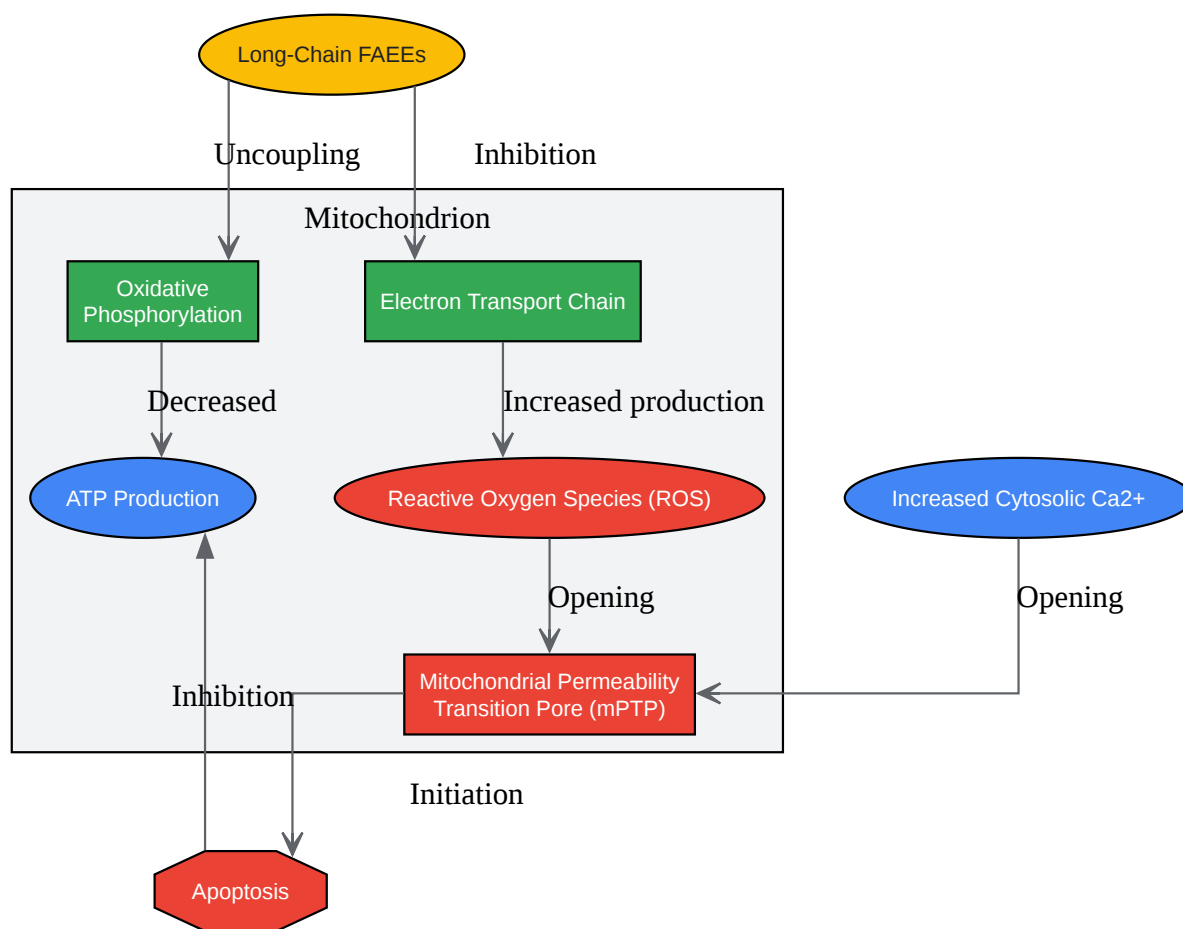 Long-Chain FAEEs
Uncoupling
Inhibition
Mitochondrion
Oxidative
Phosphorylation
Electron Transport Chain
Decreased
Increased production
ATP Production
Reactive Oxygen Species (ROS)
Increased Cytosolic Ca2+
Opening
Opening
Mitochondrial Permeability
Transition Pore (mPTP)
Inhibition
Initiation
Apoptosis